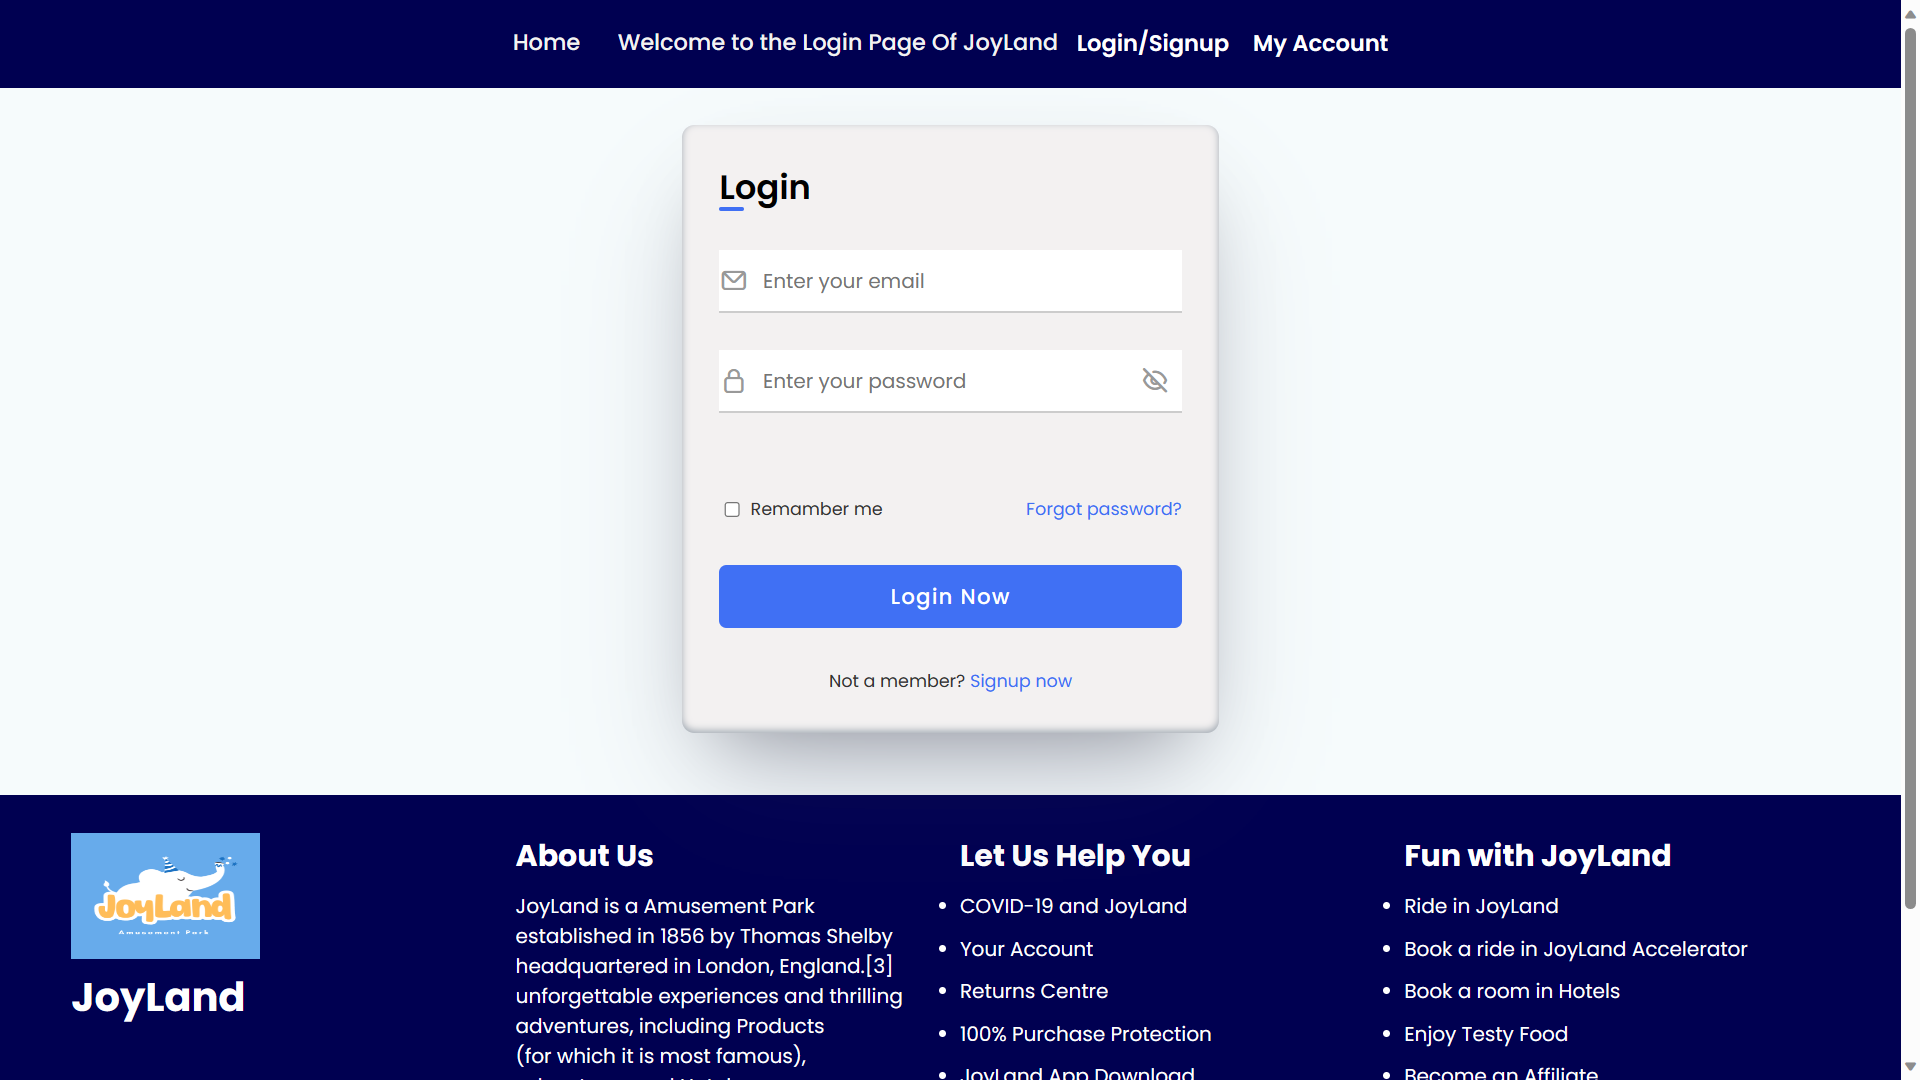 Home Welcome to the Login Page Of JoyLand Login/Signup My Account
Login
Enter your email
Enter your password
Remamber me Forgot password?
Login Now
Not a member? Signup now
JoyLand
Amusement Park
JoyLand
About Us
JoyLand is a Amusement Park
established in 1856 by Thomas Shelby
headquartered in London, England.[3]
unforgettable experiences and thrilling
adventures, including Products
(for which it is most famous),
Let Us Help You
COVID-19 and JoyLand
Your Account
Returns Centre
100% Purchase Protection
JoyLand App Download
Fun with JoyLand
Ride in JoyLand
Book a ride in JoyLand Accelerator
Book a room in Hotels
Enjoy Testy Food
Become an Affiliate